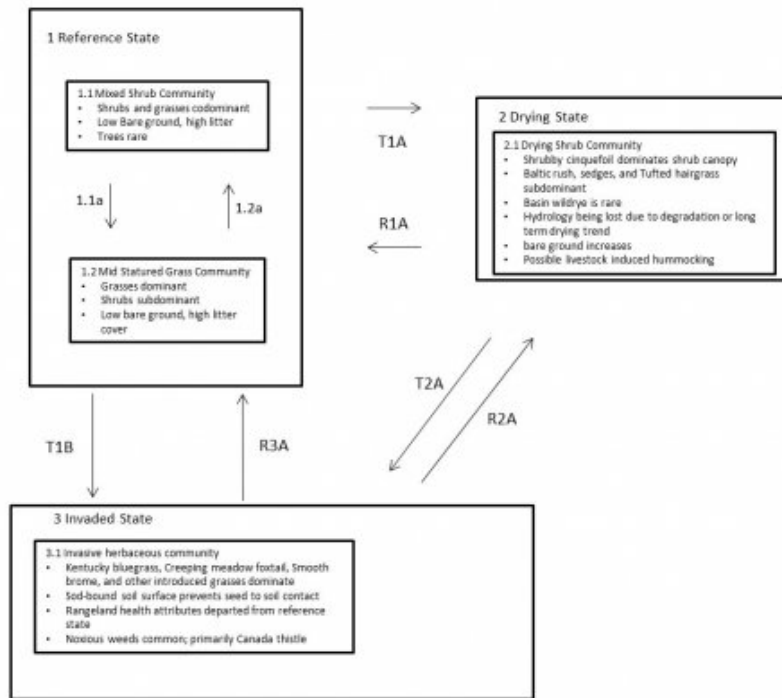 1 Reference State
1.1 Mixed Shrub Community
• Shrubs and grasses codominant
• Low Bare ground, high litter
• Trees rare
1.1a
1.2a
1.2 Mid Statured Grass Community
• Grasses dominant
• Shrubs subdominant
• Low bare ground, high litter
cover
T1A
R1A
2 Drying State
2.1 Drying Shrub Community
• Shrubby cinquefoil dominates shrub canopy
• Baltic rush, sedges, and Tufted hairgrass
subdominant
• Basin wildrye is rare
• Hydrology being lost due to degradation or long
term drying trend
• bare ground increases
• Possible livestock induced hummocking
T2A
R2A
T1B
R3A
3 Invaded State
3.1 Invasive herbaceous community
• Kentucky bluegrass, Creeping meadow foxtail, Smooth
brome, and other introduced grasses dominate
• Sod-bound soil surface prevents seed to soil contact
• Rangeland health attributes departed from reference
state
• Noxious weeds common; primarily Canada thistle